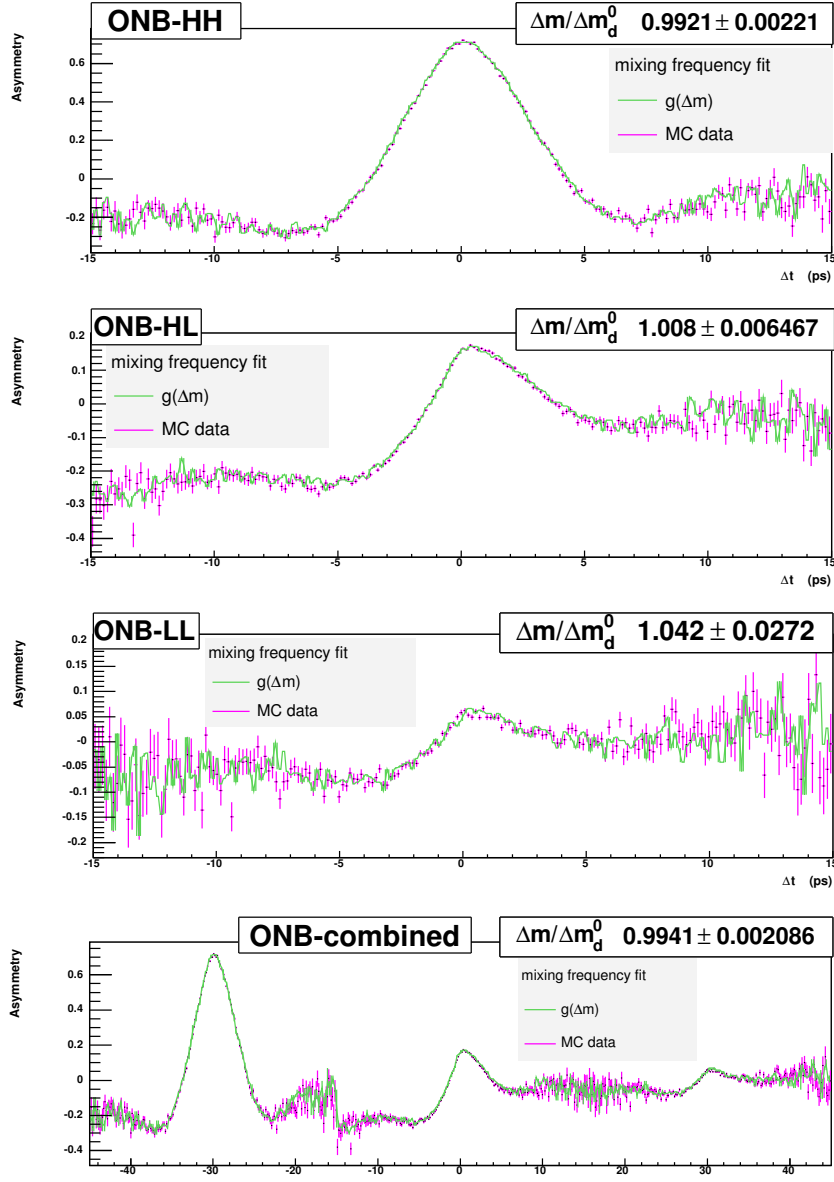 ONB-HH
Δm/Δm_d^0 0.9921 ± 0.00221
Asymmetry
mixing frequency fit
g(Δm)
MC data
0.6
0.4
0.2
0
-0.2
-15 -10 -5 0 5 10 15
Δt (ps)
ONB-HL
Δm/Δm_d^0 1.008 ± 0.006467
Asymmetry
mixing frequency fit
g(Δm)
MC data
0.2
0.1
0
-0.1
-0.2
-0.3
-0.4
-15 -10 -5 0 5 10 15
Δt (ps)
ONB-LL
Δm/Δm_d^0 1.042 ± 0.0272
Asymmetry
mixing frequency fit
g(Δm)
MC data
0.2
0.15
0.1
0.05
-0
-0.05
-0.1
-0.15
-0.2
-15 -10 -5 0 5 10 15
Δt (ps)
ONB-combined
Δm/Δm_d^0 0.9941 ± 0.002086
Asymmetry
mixing frequency fit
g(Δm)
MC data
0.6
0.4
0.2
0
-0.2
-0.4
-40 -30 -20 -10 0 10 20 30 40